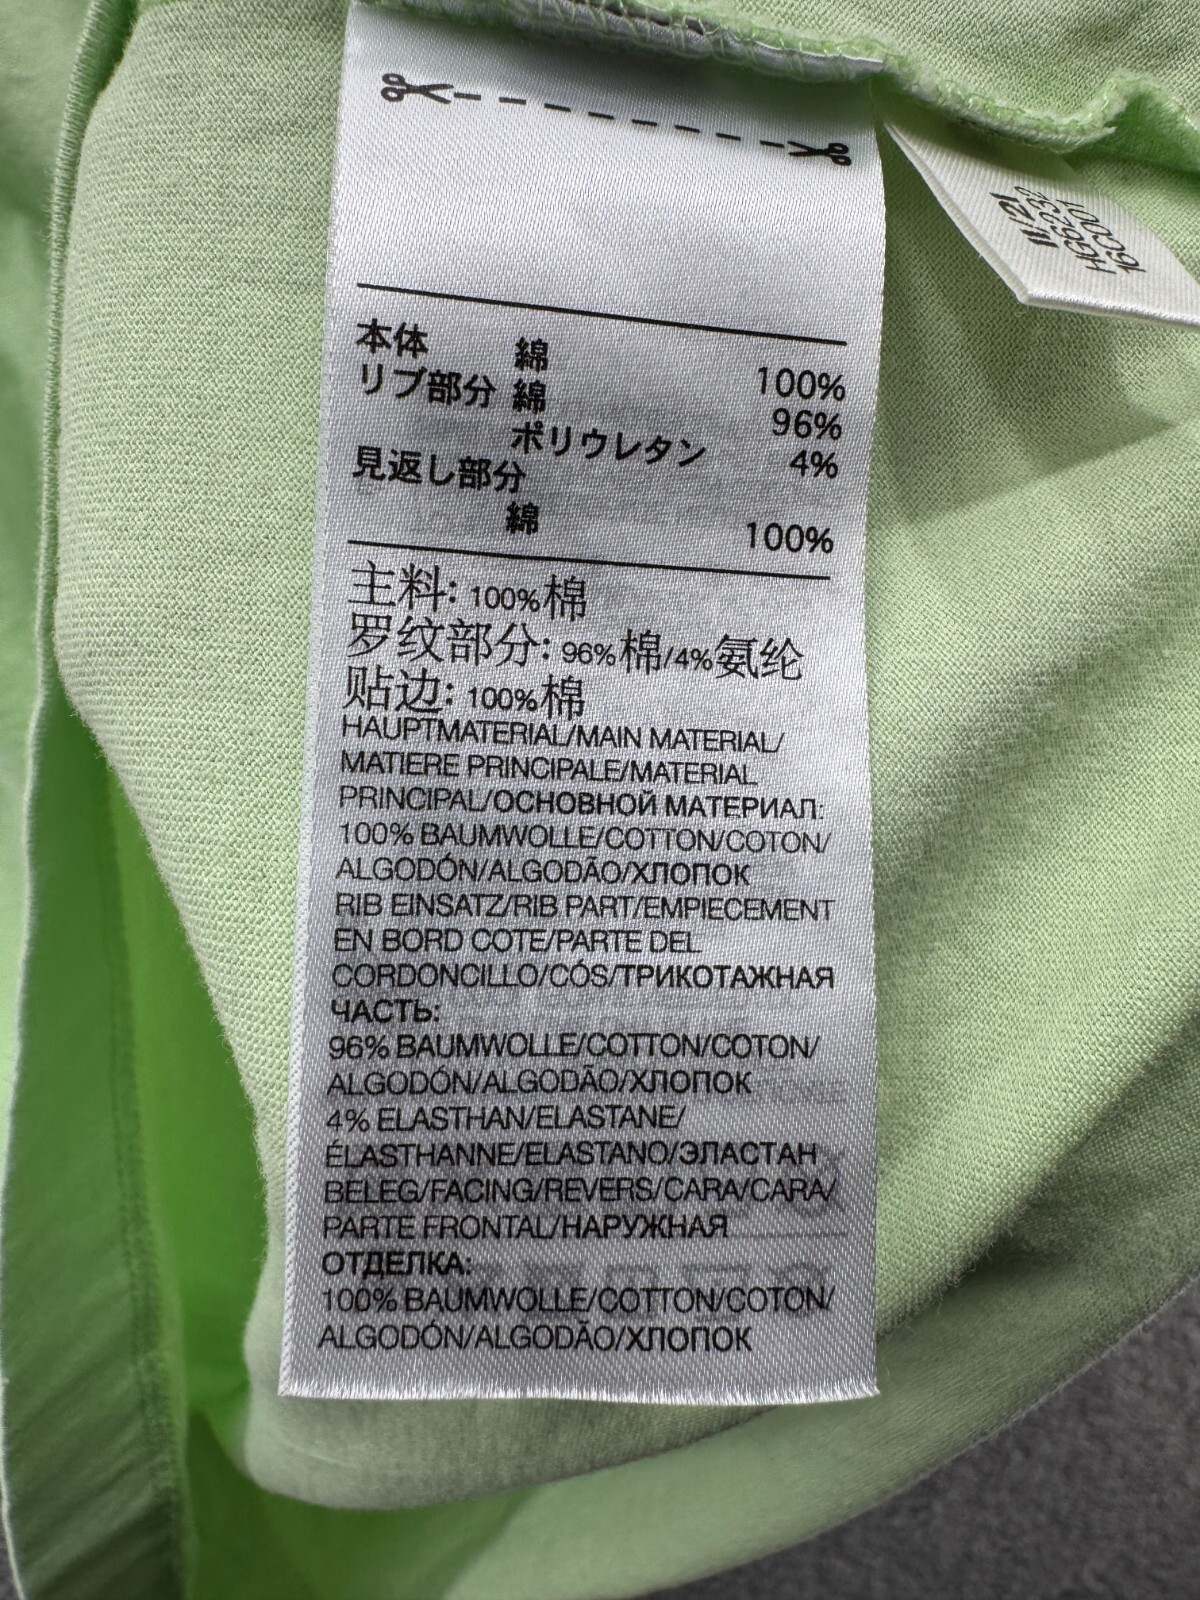 11/21
HG6232
16C001
本体 綿 100%
リブ部分 綿 96%
ポリウレタン 4%
見返し部分
綿 100%
主料: 100%棉
罗纹部分: 96%棉/4%氨纶
贴边: 100%棉
HAUPTMATERIAL/MAIN MATERIAL/
MATIERE PRINCIPALE/MATERIAL
PRINCIPAL/ОСНОВНОЙ МАТЕРИАЛ:
100% BAUMWOLLE/COTTON/COTON/
ALGODÓN/ALGODÃO/ХЛОПОК
RIB EINSATZ/RIB PART/EMPIECEMENT
EN BORD COTE/PARTE DEL
CORDONCILLO/CÓS/ТРИКОТАЖНАЯ
ЧАСТЬ:
96% BAUMWOLLE/COTTON/COTON/
ALGODÓN/ALGODÃO/ХЛОПОК
4% ELASTHAN/ELASTANE/
ÉLASTHANNE/ELASTANO/ЭЛАСТАН
BELEG/FACING/REVERS/CARA/CARA/
PARTE FRONTAL/НАРУЖНАЯ
ОТДЕЛКА:
100% BAUMWOLLE/COTTON/COTON/
ALGODÓN/ALGODÃO/ХЛОПОК